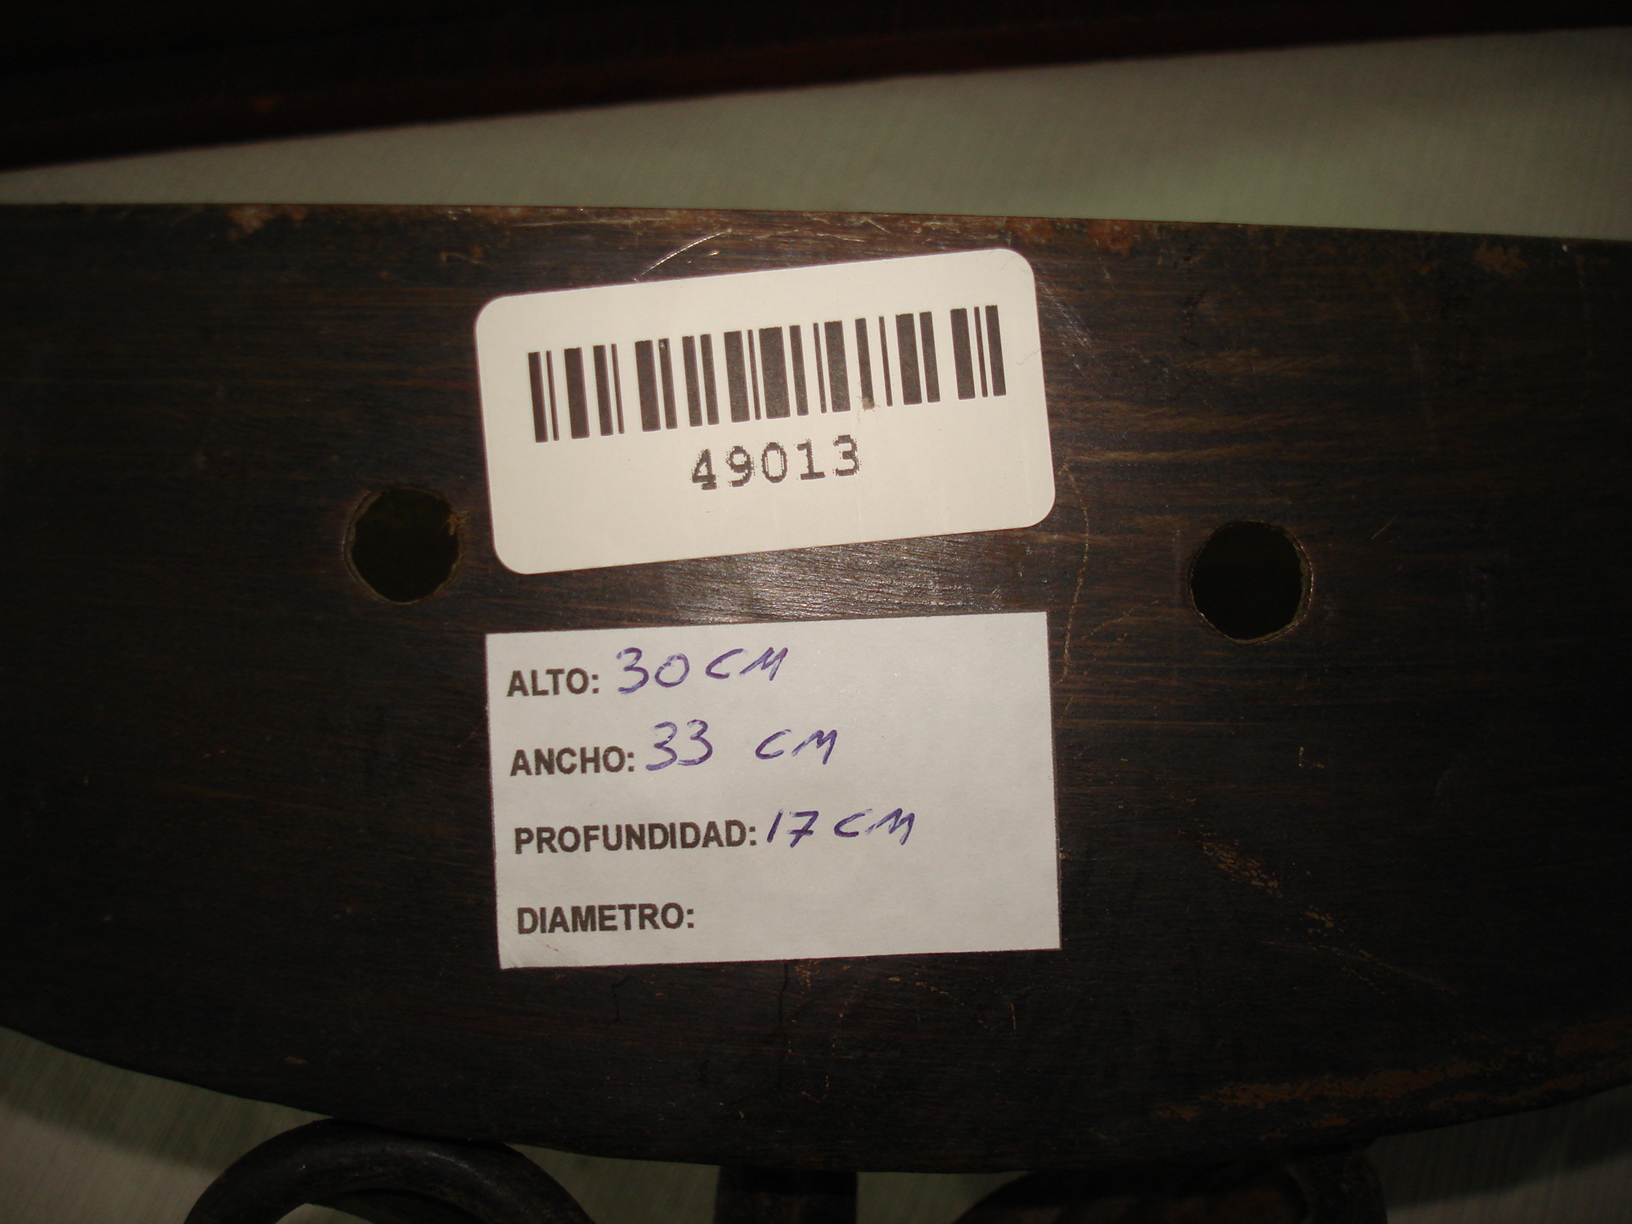 49013
ALTO: 30 CM
ANCHO: 33 CM
PROFUNDIDAD: 17 CM
DIAMETRO: